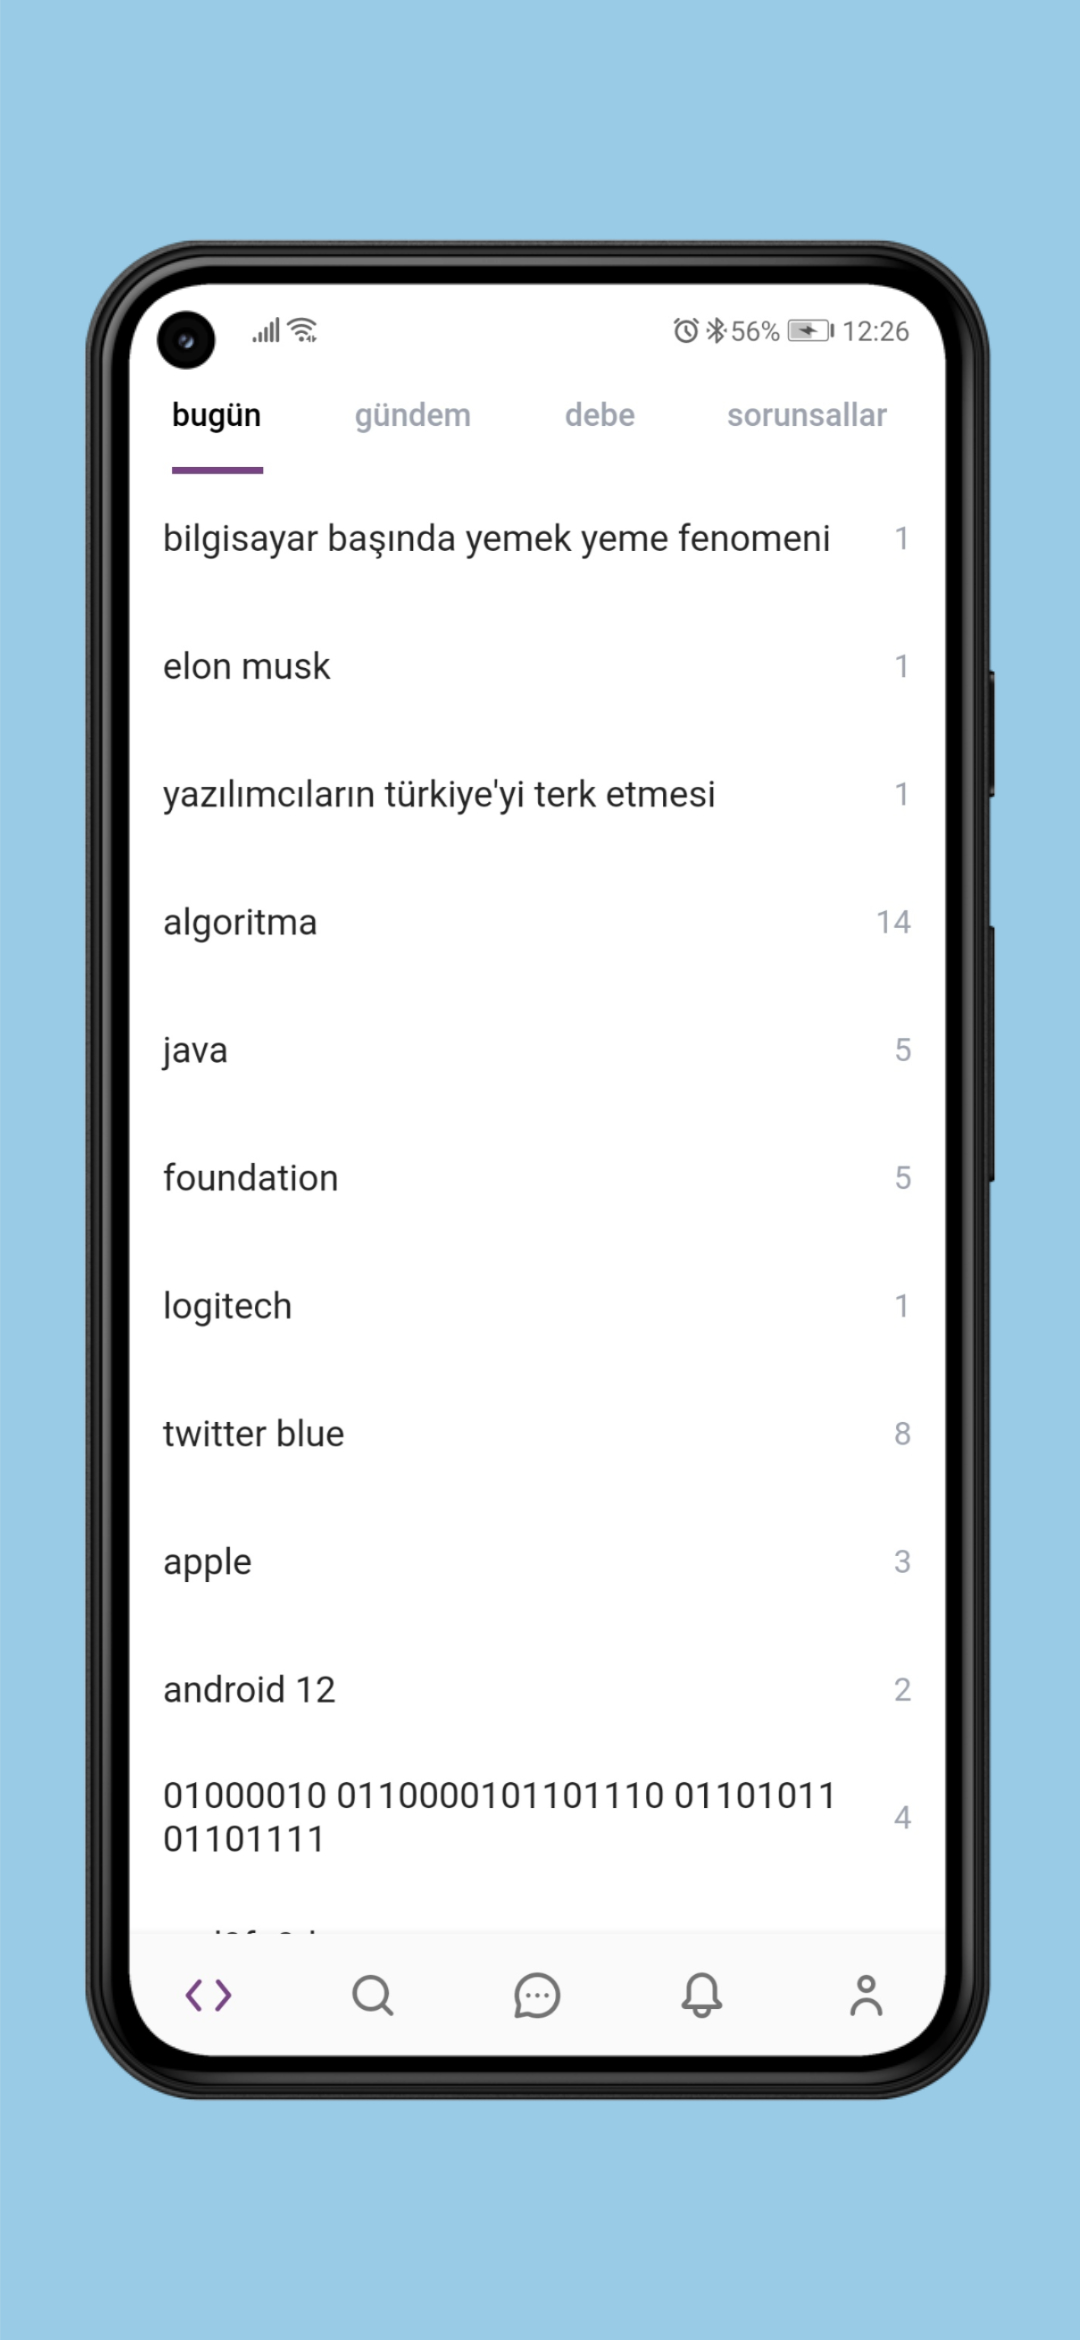 56% 12:26
bugün gündem debe sorunsallar
bilgisayar başında yemek yeme fenomeni 1
elon musk 1
yazılımcıların türkiye'yi terk etmesi 1
algoritma 14
java 5
foundation 5
logitech 1
twitter blue 8
apple 3
android 12 2
01000010 0110000101101110 01101011 4
01101111